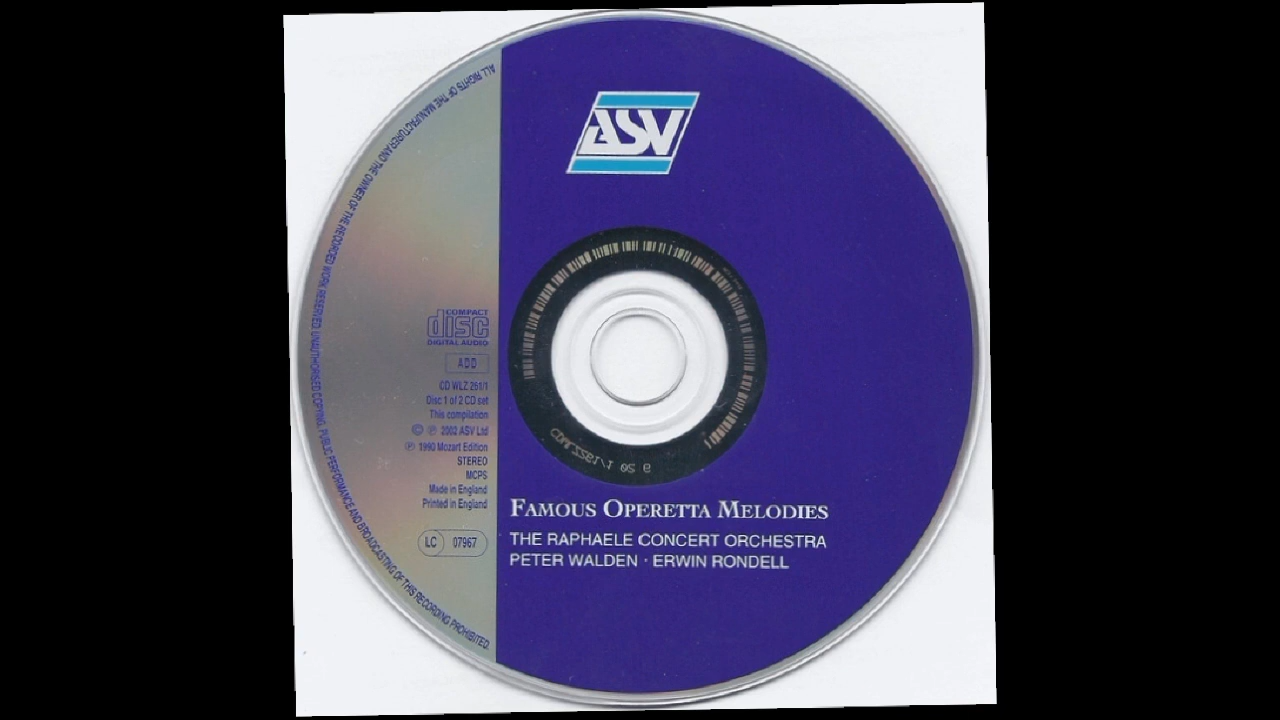 ASV
ALL RIGHTS OF THE MANUFACTURER AND THE OWNER OF THE RECORDED WORK RESERVED. UNAUTHORISED COPYING, PUBLIC PERFORMANCE AND BROADCASTING OF THIS RECORDING PROHIBITED.
COMPACT
disc
DIGITAL AUDIO
ADD
CD WLZ 261/1
Disc 1 of 2 CD set
This compilation
© ℗ 2002 ASV Ltd
℗ 1990 Mozart Edition
STEREO
MCPS
Made in England
Printed in England
LC 07967
FAMOUS OPERETTA MELODIES
THE RAPHAELE CONCERT ORCHESTRA
PETER WALDEN · ERWIN RONDELL